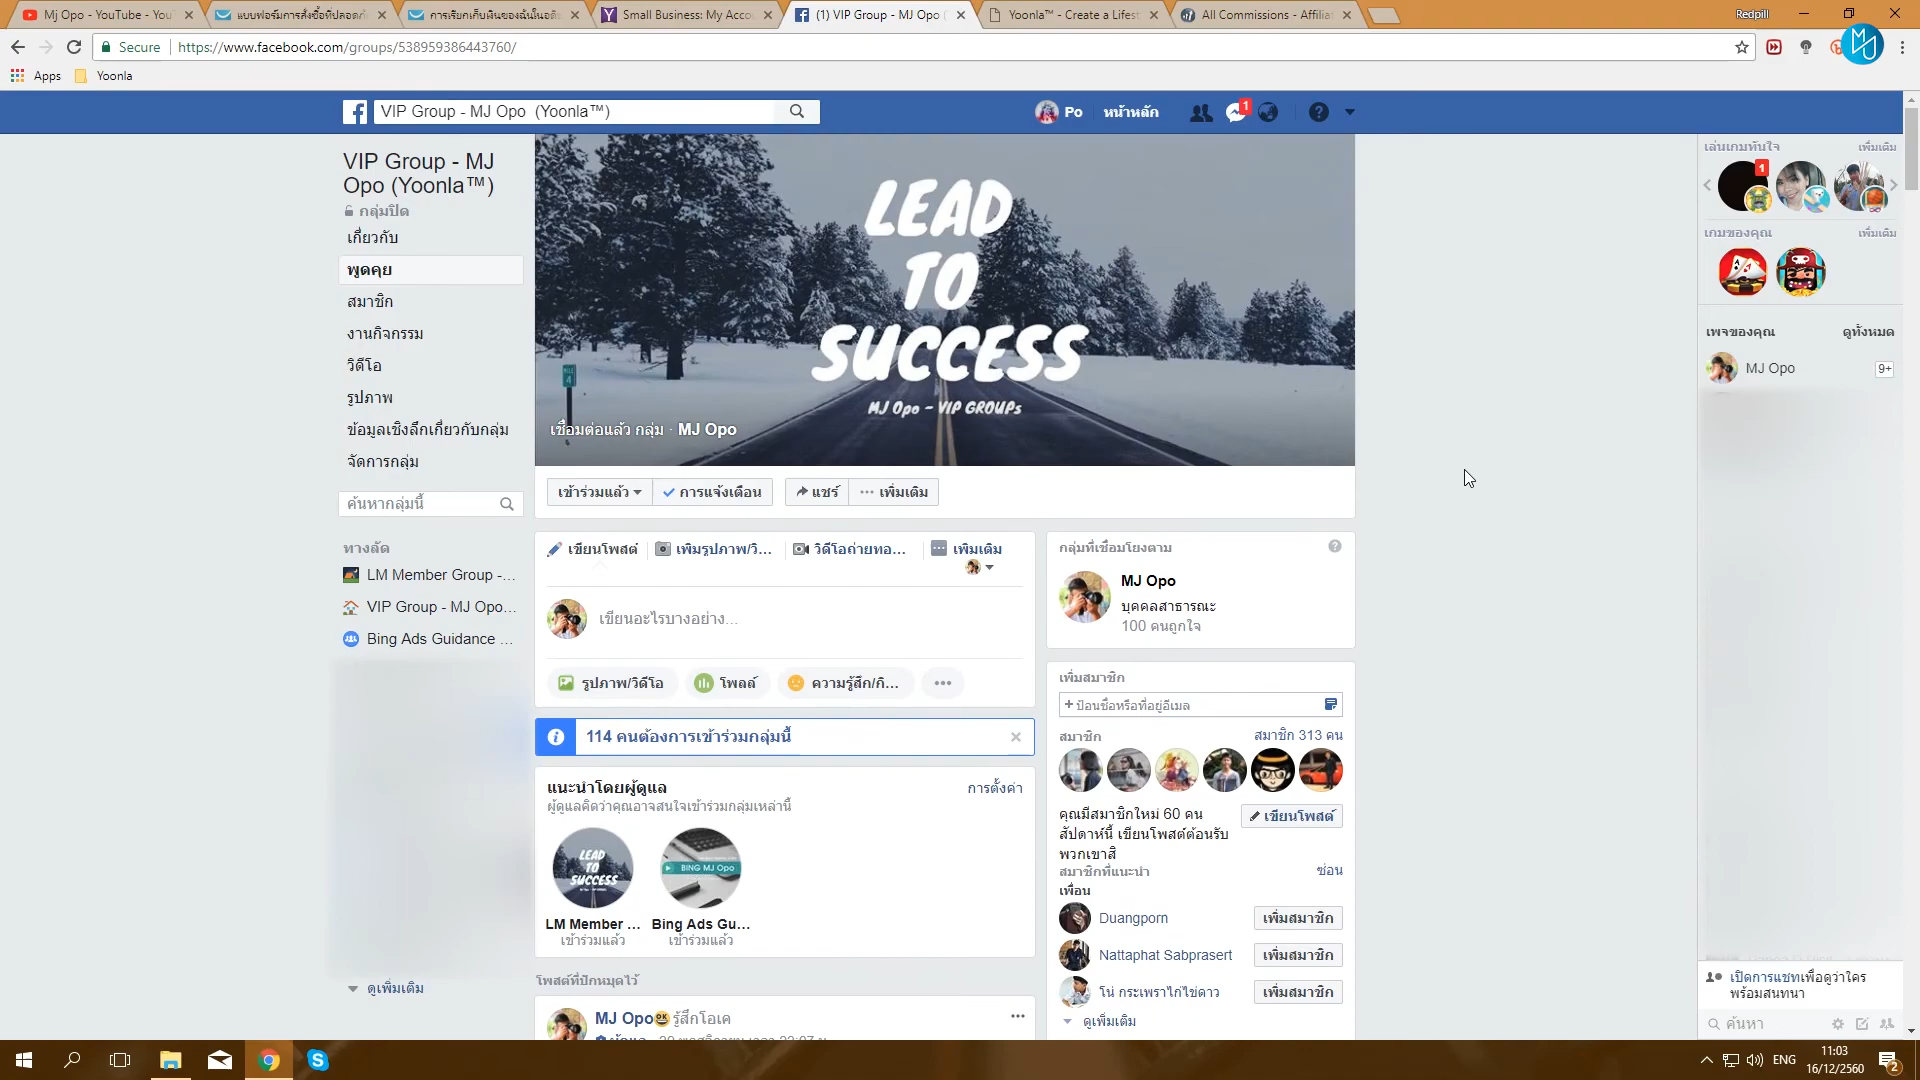 Mj Opo - YouTube - You
แบบฟอร์มการสั่งซื้อที่ปลอดภั
การเรียกเก็บเงินของฉันในอดี
Small Business: My Acco
(1) VIP Group - MJ Opo (
Yoonla™ - Create a Lifest
All Commissions - Affilia
Redpill
Secure
https://www.facebook.com/groups/538959386443760/
Apps
Yoonla
VIP Group - MJ Opo (Yoonla™)
Po
หน้าหลัก
1
VIP Group - MJ
Opo (Yoonla™)
กลุ่มปิด
เกี่ยวกับ
พูดคุย
สมาชิก
งานกิจกรรม
วิดีโอ
รูปภาพ
ข้อมูลเชิงลึกเกี่ยวกับกลุ่ม
จัดการกลุ่ม
ค้นหากลุ่มนี้
ทางลัด
LM Member Group -...
VIP Group - MJ Opo...
Bing Ads Guidance ...
ดูเพิ่มเติม
LEAD
TO
SUCCESS
MJ Opo - VIP GROUPs
MILE
4
เชื่อมต่อแล้ว กลุ่ม · MJ Opo
เข้าร่วมแล้ว
การแจ้งเตือน
แชร์
เพิ่มเติม
เขียนโพสต์
เพิ่มรูปภาพ/วิ...
วิดีโอถ่ายทอ...
เพิ่มเติม
เขียนอะไรบางอย่าง...
รูปภาพ/วิดีโอ
โพลล์
ความรู้สึก/กิ...
114 คนต้องการเข้าร่วมกลุ่มนี้
แนะนำโดยผู้ดูแล
การตั้งค่า
ผู้ดูแลคิดว่าคุณอาจสนใจเข้าร่วมกลุ่มเหล่านี้
LEAD
TO
SUCCESS
BING MJ Opo
LM Member ...
Bing Ads Gu...
เข้าร่วมแล้ว
เข้าร่วมแล้ว
โพสต์ที่ปักหมุดไว้
MJ Opo
รู้สึกโอเค
กลุ่มที่เชื่อมโยงตาม
MJ Opo
บุคคลสาธารณะ
100 คนถูกใจ
เพิ่มสมาชิก
+ ป้อนชื่อหรือที่อยู่อีเมล
สมาชิก
สมาชิก 313 คน
คุณมีสมาชิกใหม่ 60 คน
สัปดาห์นี้ เขียนโพสต์ต้อนรับ
พวกเขาสิ
เขียนโพสต์
สมาชิกที่แนะนำ
ซ่อน
เพื่อน
Duangporn
เพิ่มสมาชิก
Nattaphat Sabprasert
เพิ่มสมาชิก
โน่ กระเพราไก่ไข่ดาว
เพิ่มสมาชิก
ดูเพิ่มเติม
เล่นเกมทันใจ
เพิ่มเติม
1
เกมของคุณ
เพิ่มเติม
เพจของคุณ
ดูทั้งหมด
MJ Opo
9+
เปิดการแชทเพื่อดูว่าใคร
พร้อมสนทนา
ค้นหา
ENG
11:03
16/12/2560
2